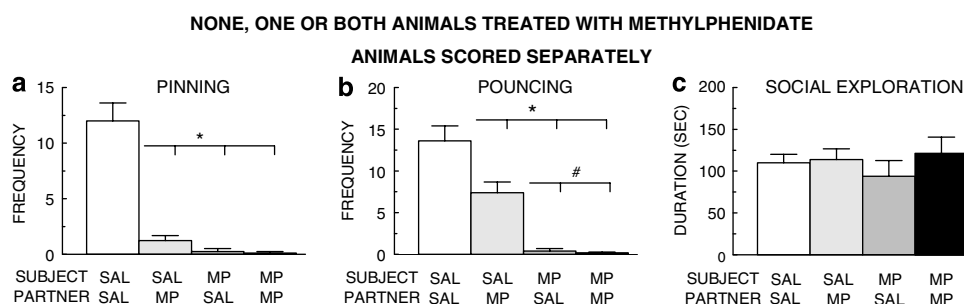 NONE, ONE OR BOTH ANIMALS TREATED WITH METHYLPHENIDATE
ANIMALS SCORED SEPARATELY
a PINNING
FREQUENCY
15
10
5
0
*
SUBJECT SAL SAL MP MP
PARTNER SAL MP SAL MP
b POUNCING
FREQUENCY
20
15
10
5
0
*
#
SUBJECT SAL SAL MP MP
PARTNER SAL MP SAL MP
c SOCIAL EXPLORATION
DURATION (SEC)
200
150
100
50
0
SUBJECT SAL SAL MP MP
PARTNER SAL MP SAL MP